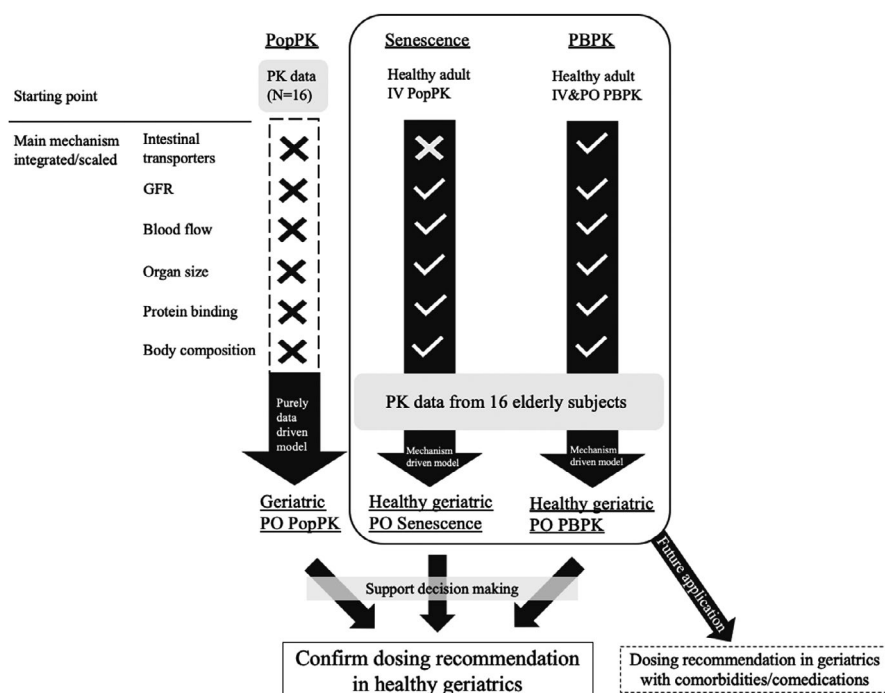 PopPK
Senescence
PBPK
Starting point
PK data
(N=16)
Healthy adult
IV PopPK
Healthy adult
IV&PO PBPK
Main mechanism
integrated/scaled
Intestinal
transporters
GFR
Blood flow
Organ size
Protein binding
Body composition
PK data from 16 elderly subjects
Purely
data
driven
model
Mechanism
driven model
Mechanism
driven model
Geriatric
PO PopPK
Healthy geriatric
PO Senescence
Healthy geriatric
PO PBPK
Support decision making
Future application
Confirm dosing recommendation
in healthy geriatrics
Dosing recommendation in geriatrics
with comorbidities/comedications